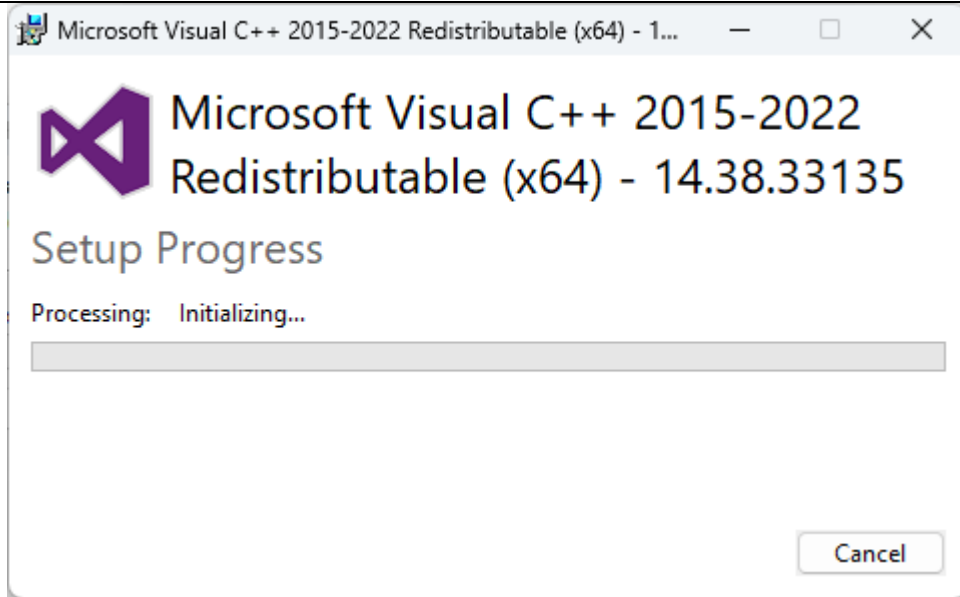 Microsoft Visual C++ 2015-2022 Redistributable (x64) - 1...
Microsoft Visual C++ 2015-2022
Redistributable (x64) - 14.38.33135
Setup Progress
Processing: Initializing...
Cancel